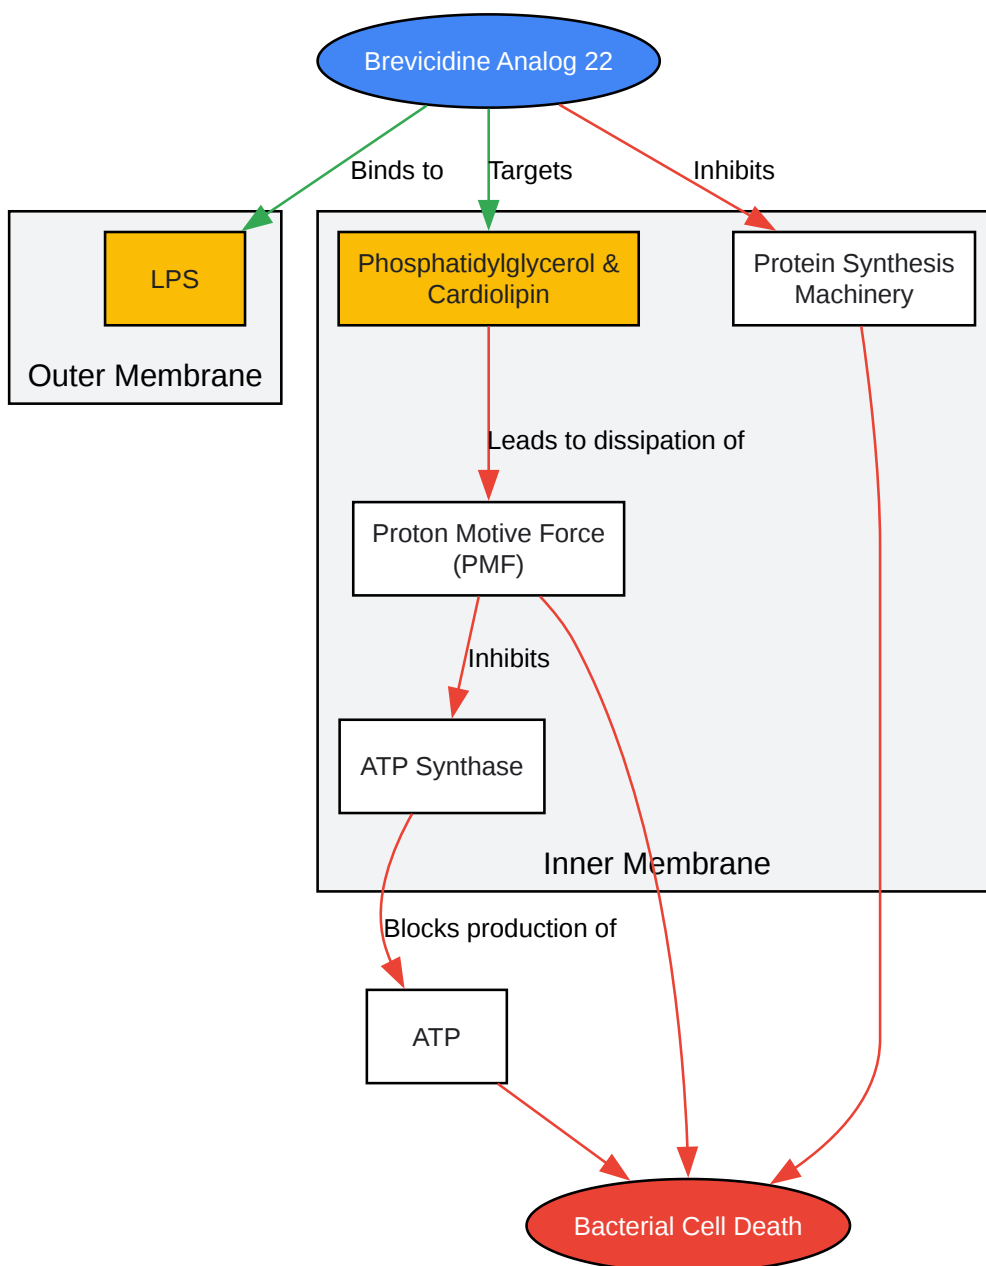 Brevicidine Analog 22
Binds to
Targets
Inhibits
LPS
Outer Membrane
Phosphatidylglycerol &
Cardiolipin
Protein Synthesis
Machinery
Leads to dissipation of
Proton Motive Force
(PMF)
Inhibits
ATP Synthase
Inner Membrane
Blocks production of
ATP
Bacterial Cell Death